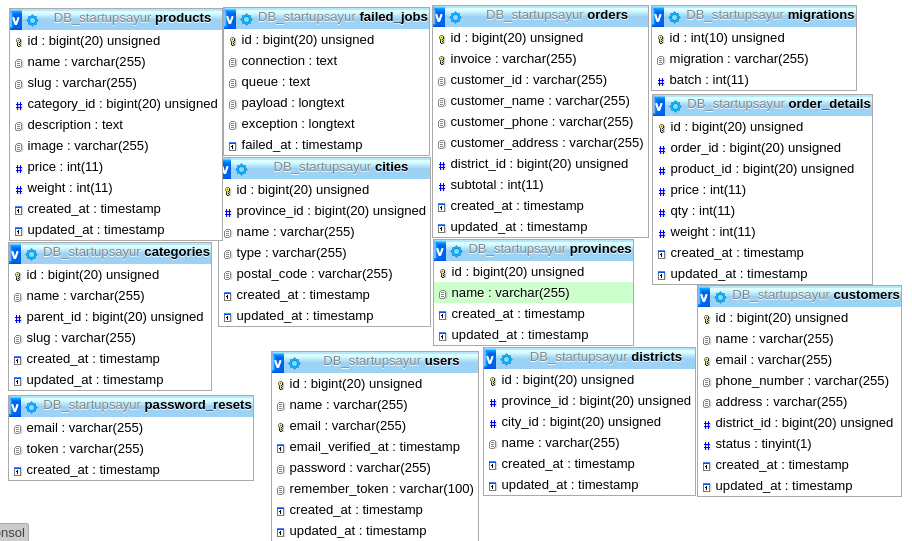 DB_startupsayur products
id : bigint(20) unsigned
name : varchar(255)
slug : varchar(255)
category_id : bigint(20) unsigned
description : text
image : varchar(255)
price : int(11)
weight : int(11)
created_at : timestamp
updated_at : timestamp
DB_startupsayur failed_jobs
id : bigint(20) unsigned
connection : text
queue : text
payload : longtext
exception : longtext
failed_at : timestamp
DB_startupsayur orders
id : bigint(20) unsigned
invoice : varchar(255)
customer_id : varchar(255)
customer_name : varchar(255)
customer_phone : varchar(255)
customer_address : varchar(255)
district_id : bigint(20) unsigned
subtotal : int(11)
created_at : timestamp
updated_at : timestamp
DB_startupsayur migrations
id : int(10) unsigned
migration : varchar(255)
batch : int(11)
DB_startupsayur order_details
id : bigint(20) unsigned
order_id : bigint(20) unsigned
product_id : bigint(20) unsigned
price : int(11)
qty : int(11)
weight : int(11)
created_at : timestamp
updated_at : timestamp
DB_startupsayur cities
id : bigint(20) unsigned
province_id : bigint(20) unsigned
name : varchar(255)
type : varchar(255)
postal_code : varchar(255)
created_at : timestamp
updated_at : timestamp
DB_startupsayur categories
id : bigint(20) unsigned
name : varchar(255)
parent_id : bigint(20) unsigned
slug : varchar(255)
created_at : timestamp
updated_at : timestamp
DB_startupsayur provinces
id : bigint(20) unsigned
name : varchar(255)
created_at : timestamp
updated_at : timestamp
DB_startupsayur customers
id : bigint(20) unsigned
name : varchar(255)
email : varchar(255)
phone_number : varchar(255)
address : varchar(255)
district_id : bigint(20) unsigned
status : tinyint(1)
created_at : timestamp
updated_at : timestamp
DB_startupsayur password_resets
email : varchar(255)
token : varchar(255)
created_at : timestamp
DB_startupsayur users
id : bigint(20) unsigned
name : varchar(255)
email : varchar(255)
email_verified_at : timestamp
password : varchar(255)
remember_token : varchar(100)
created_at : timestamp
updated_at : timestamp
DB_startupsayur districts
id : bigint(20) unsigned
province_id : bigint(20) unsigned
city_id : bigint(20) unsigned
name : varchar(255)
created_at : timestamp
updated_at : timestamp
nsol